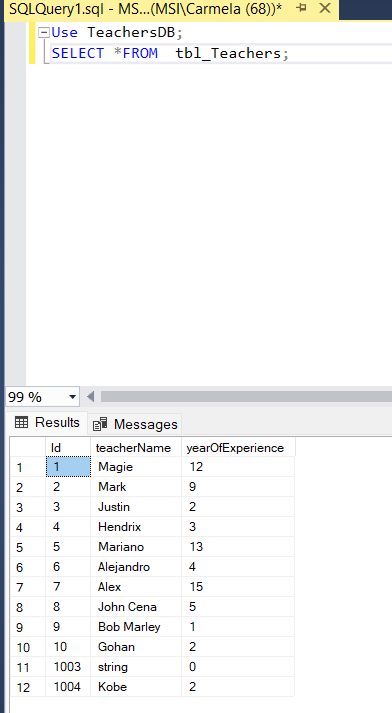 SQLQuery1.sql - MS...(MSI\Carmela (68))*
Use TeachersDB;
SELECT *FROM  tbl_Teachers;
99 %
Results Messages
Id teacherName yearOfExperience
1 1 Magie 12
2 2 Mark 9
3 3 Justin 2
4 4 Hendrix 3
5 5 Mariano 13
6 6 Alejandro 4
7 7 Alex 15
8 8 John Cena 5
9 9 Bob Marley 1
10 10 Gohan 2
11 1003 string 0
12 1004 Kobe 2